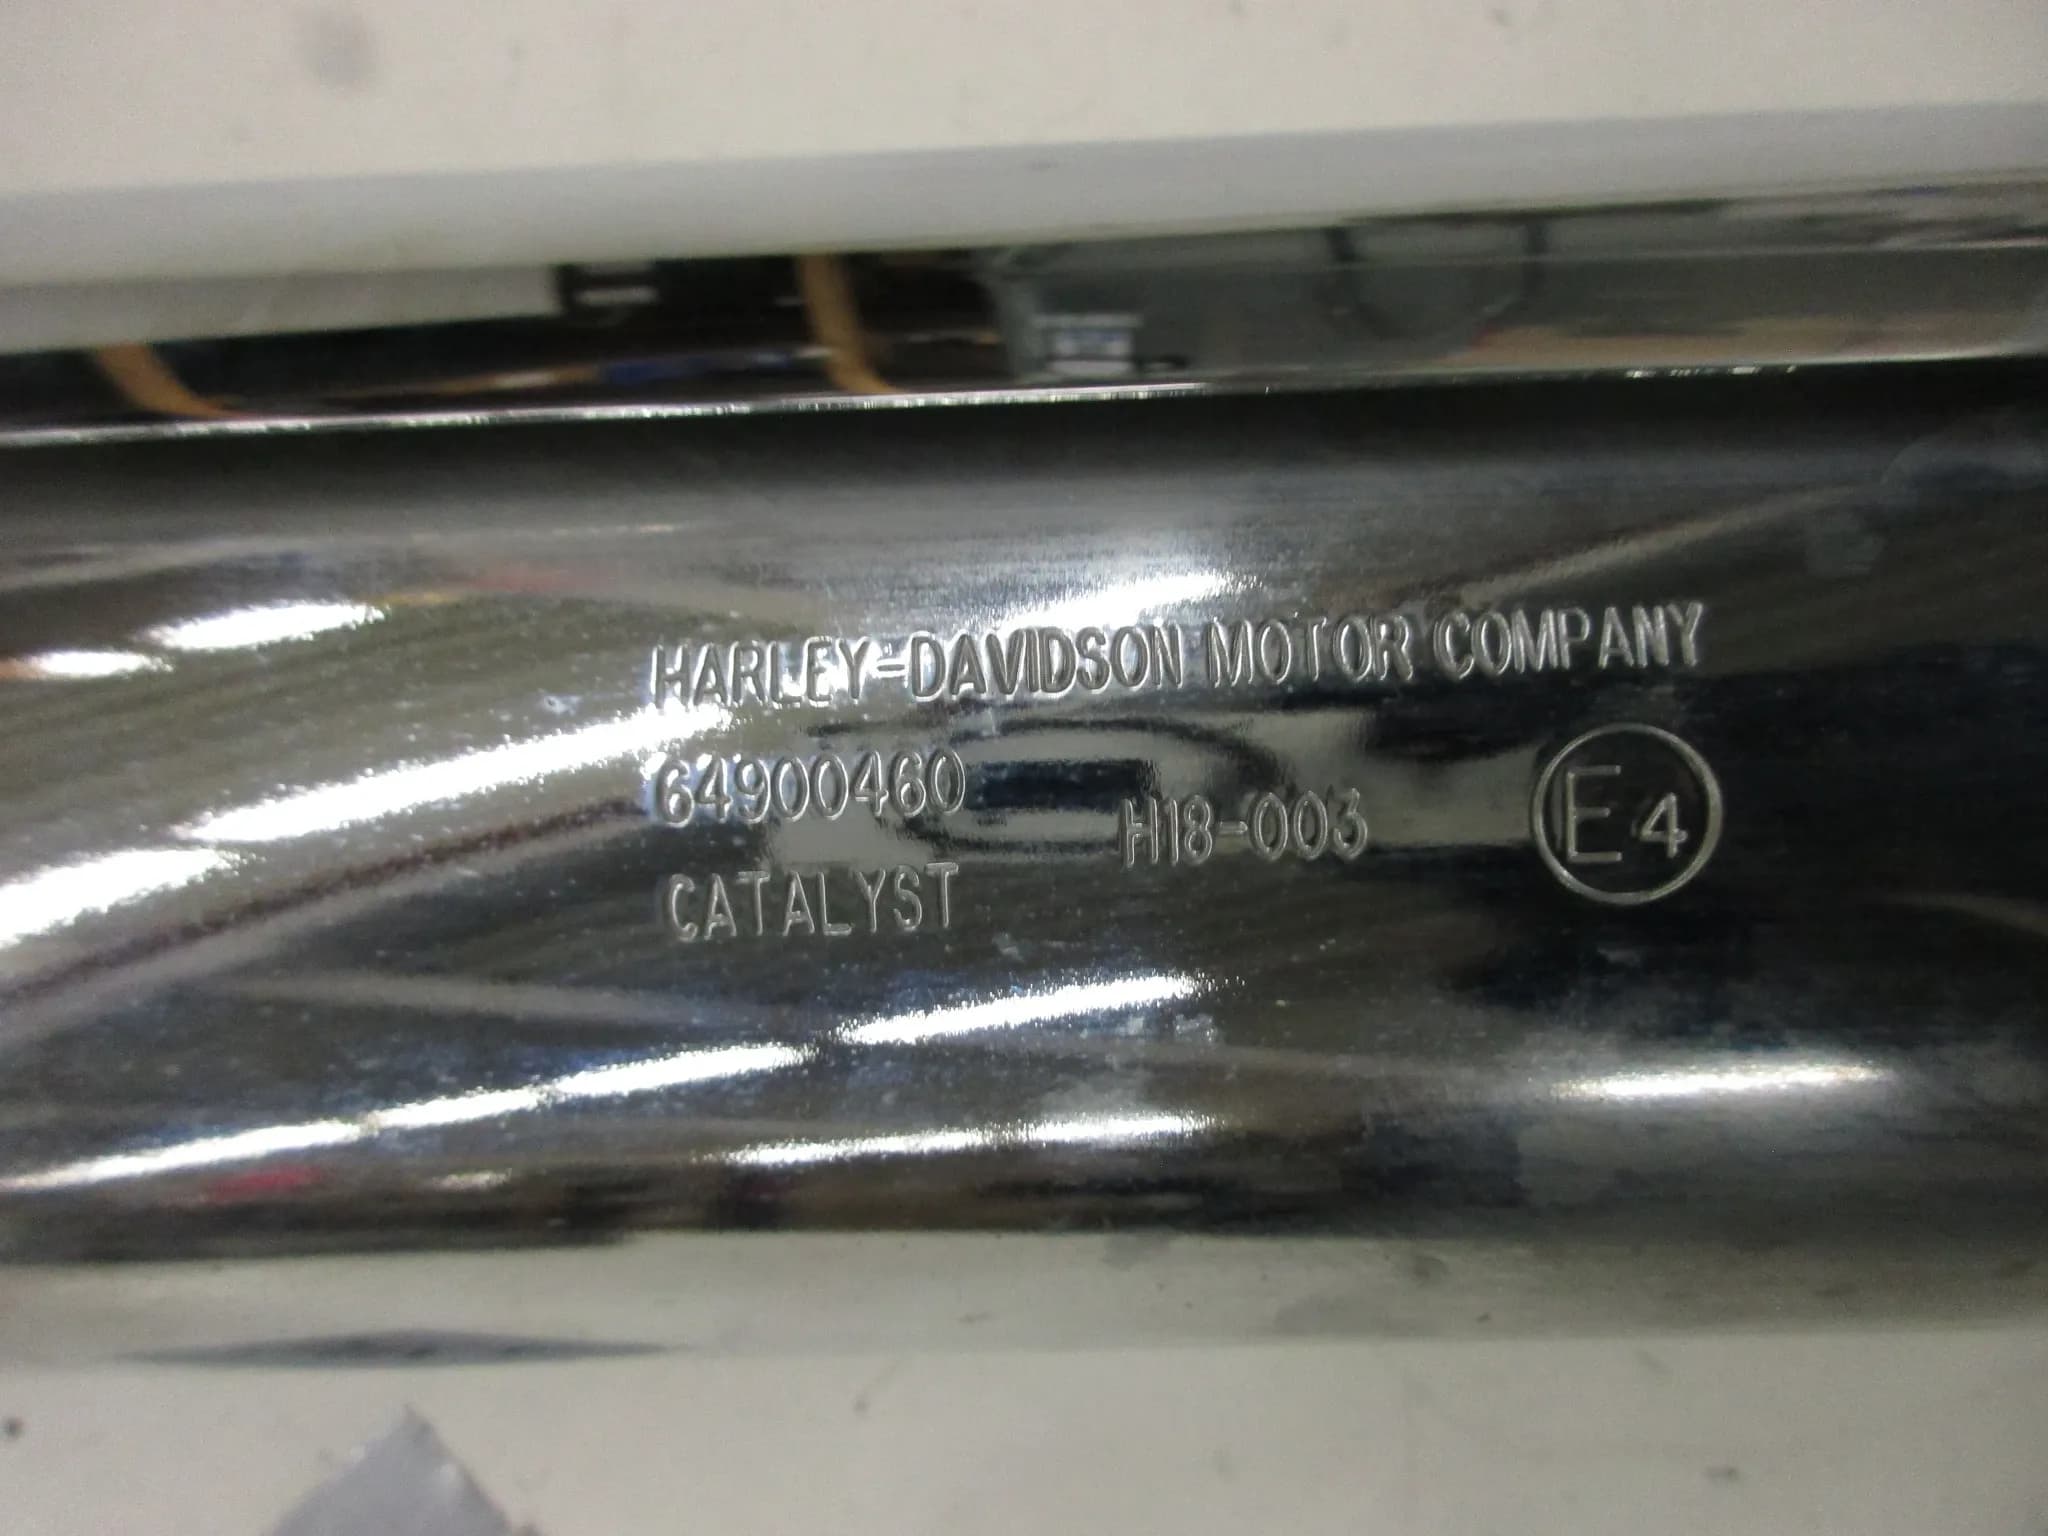 HARLEY-DAVIDSON MOTOR COMPANY
64900460
H18-003
E4
CATALYST